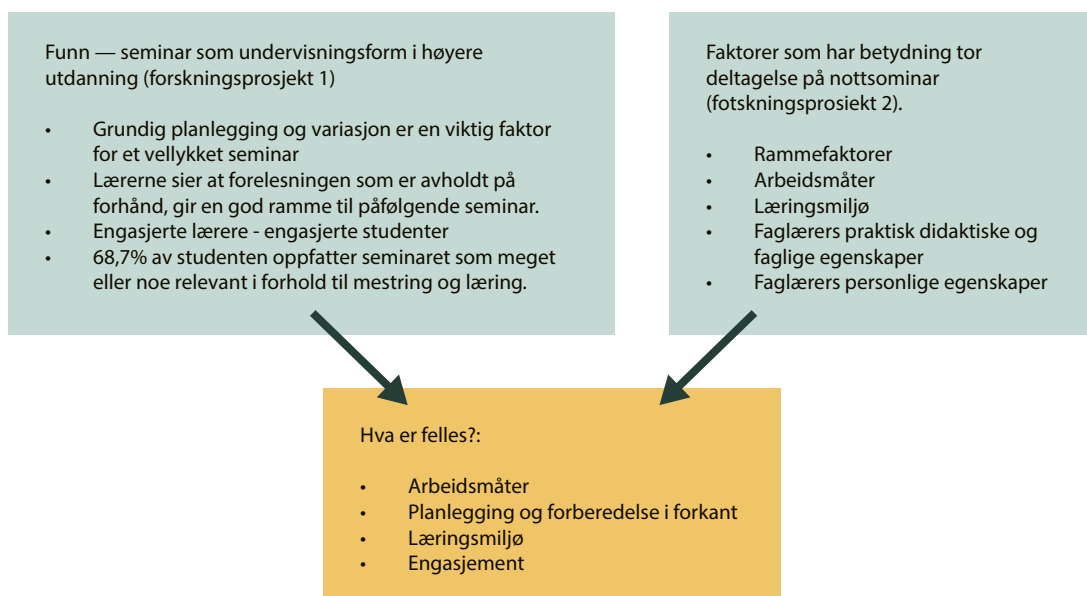 Funn — seminar som undervisningsform i høyere
utdanning (forskningsprosjekt 1)
• Grundig planlegging og variasjon er en viktig faktor
for et vellykket seminar
• Lærerne sier at forelesningen som er avholdt på
forhånd, gir en god ramme til påfølgende seminar.
• Engasjerte lærere - engasjerte studenter
• 68,7% av studenten oppfatter seminaret som meget
eller noe relevant i forhold til mestring og læring.
Faktorer som har betydning tor
deltagelse på nottsominar
(fotskningsprosiekt 2).
• Rammefaktorer
• Arbeidsmåter
• Læringsmiljø
• Faglærers praktisk didaktiske og
faglige egenskaper
• Faglærers personlige egenskaper
Hva er felles?:
• Arbeidsmåter
• Planlegging og forberedelse i forkant
• Læringsmiljø
• Engasjement